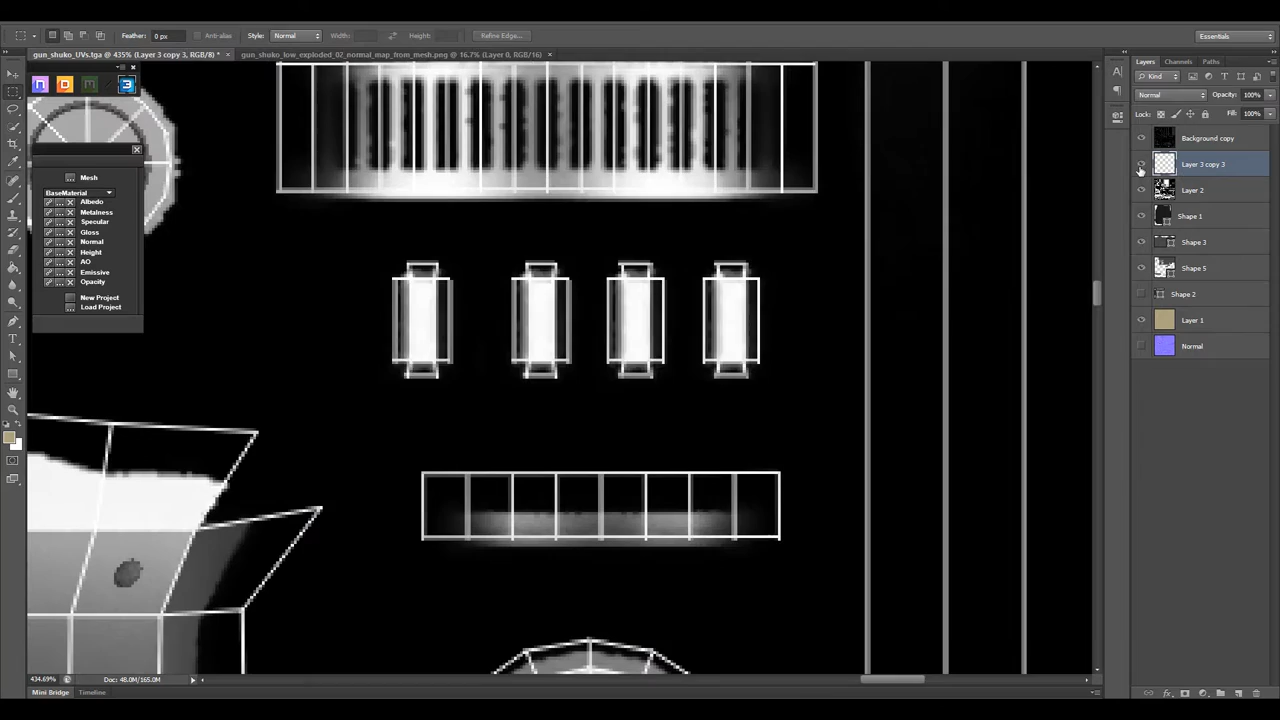 Feather: 0 px Anti-alias Style: Normal Width: Height: Refine Edge... Essentials
gun_shuko_UVs.tga @ 435% (Layer 3 copy 3, RGB/8) * × gun_shuko_low_exploded_02_normal_map_from_mesh.png @ 16.7% (Layer 0, RGB/16) ×
Layers Channels Paths
Kind
Normal Opacity: 100%
Lock: Fill: 100%
Background copy
Layer 3 copy 3
Layer 2
Shape 1
Shape 3
Shape 5
Shape 2
Layer 1
Normal
n D m 3
Mesh
BaseMaterial
Albedo
Metalness
Specular
Gloss
Normal
Height
AO
Emissive
Opacity
New Project
Load Project
434.69% Doc: 48.0M/165.0M
Mini Bridge Timeline